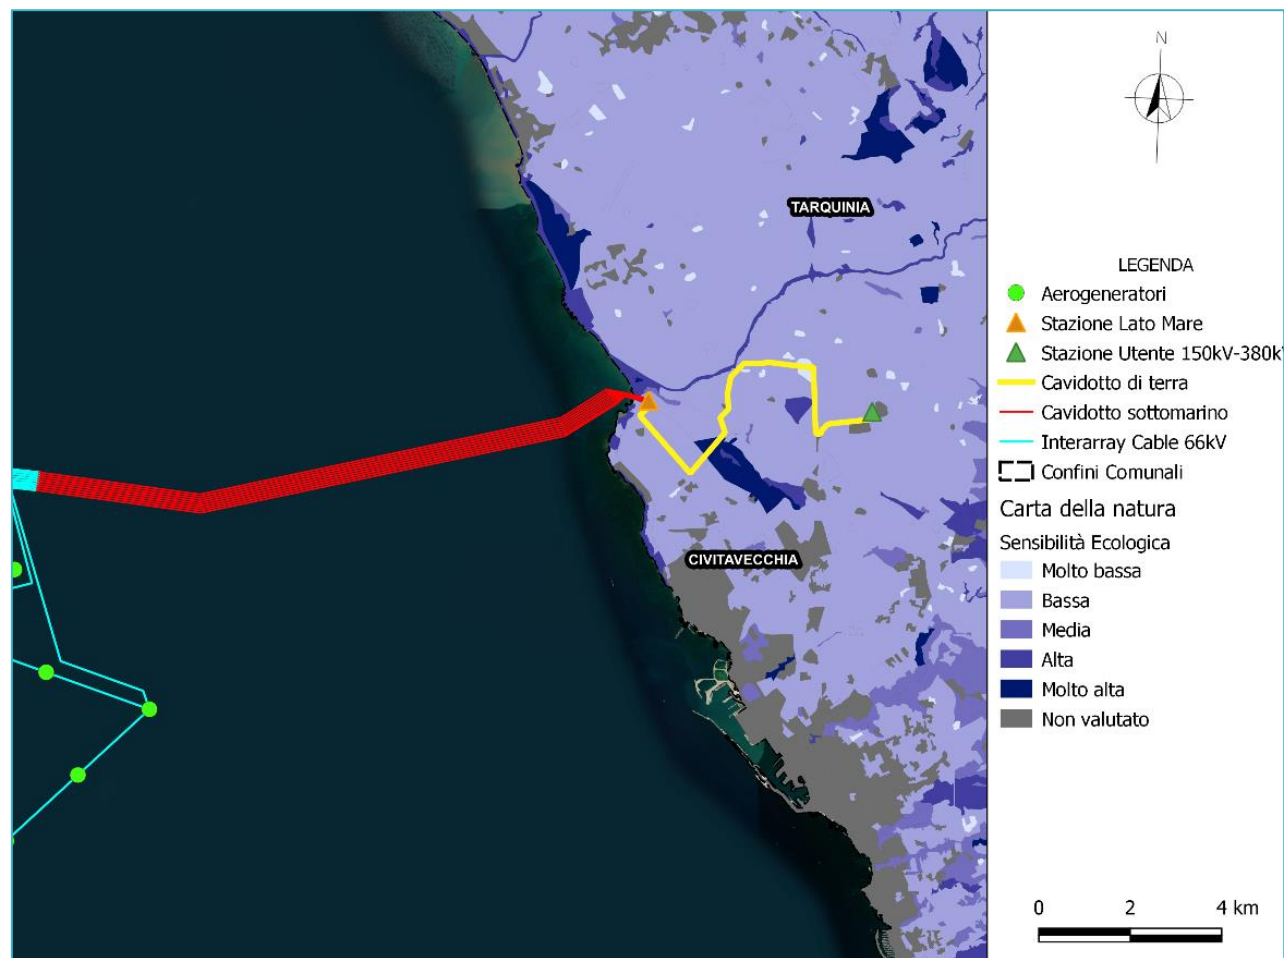 N
TARQUINIA
CIVITAVECCHIA
LEGENDA
Aerogeneratori
Stazione Lato Mare
Stazione Utente 150kV-380k
Cavidotto di terra
Cavidotto sottomarino
Interarray Cable 66kV
Confini Comunali
Carta della natura
Sensibilità Ecologica
Molto bassa
Bassa
Media
Alta
Molto alta
Non valutato
0 2 4 km